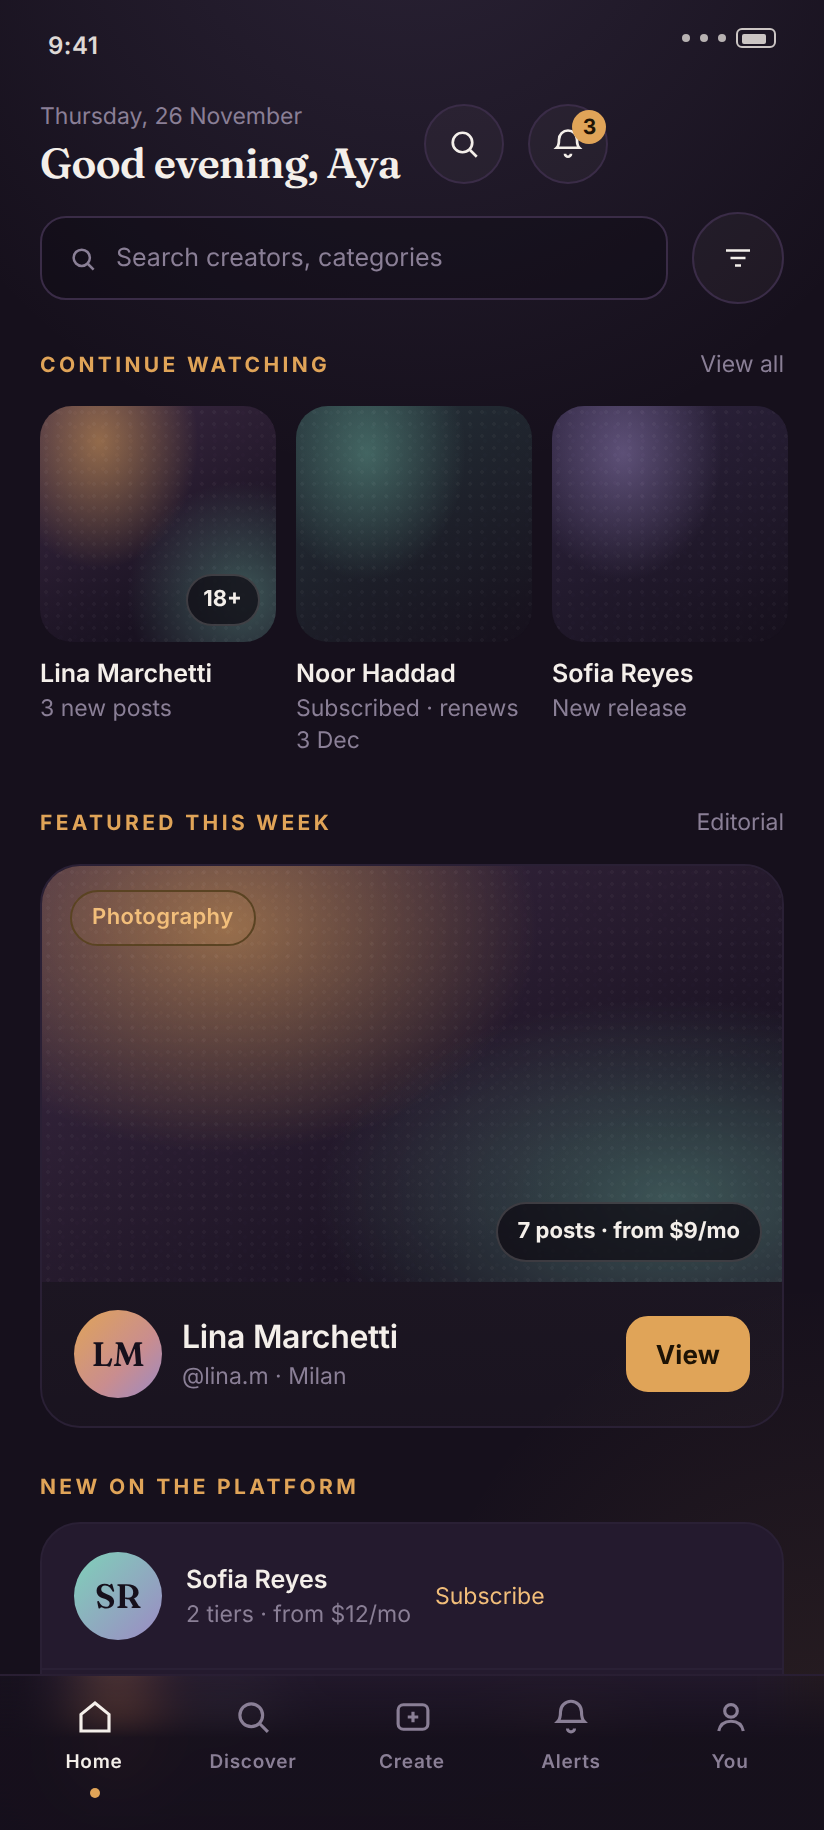 9:41
Thursday, 26 November
Good evening, Aya
3
Search creators, categories
CONTINUE WATCHING
View all
18+
Lina Marchetti
3 new posts
Noor Haddad
Subscribed · renews
3 Dec
Sofia Reyes
New release
FEATURED THIS WEEK
Editorial
Photography
7 posts · from $9/mo
LM
Lina Marchetti
@lina.m · Milan
View
NEW ON THE PLATFORM
SR
Sofia Reyes
2 tiers · from $12/mo
Subscribe
Home
Discover
Create
Alerts
You